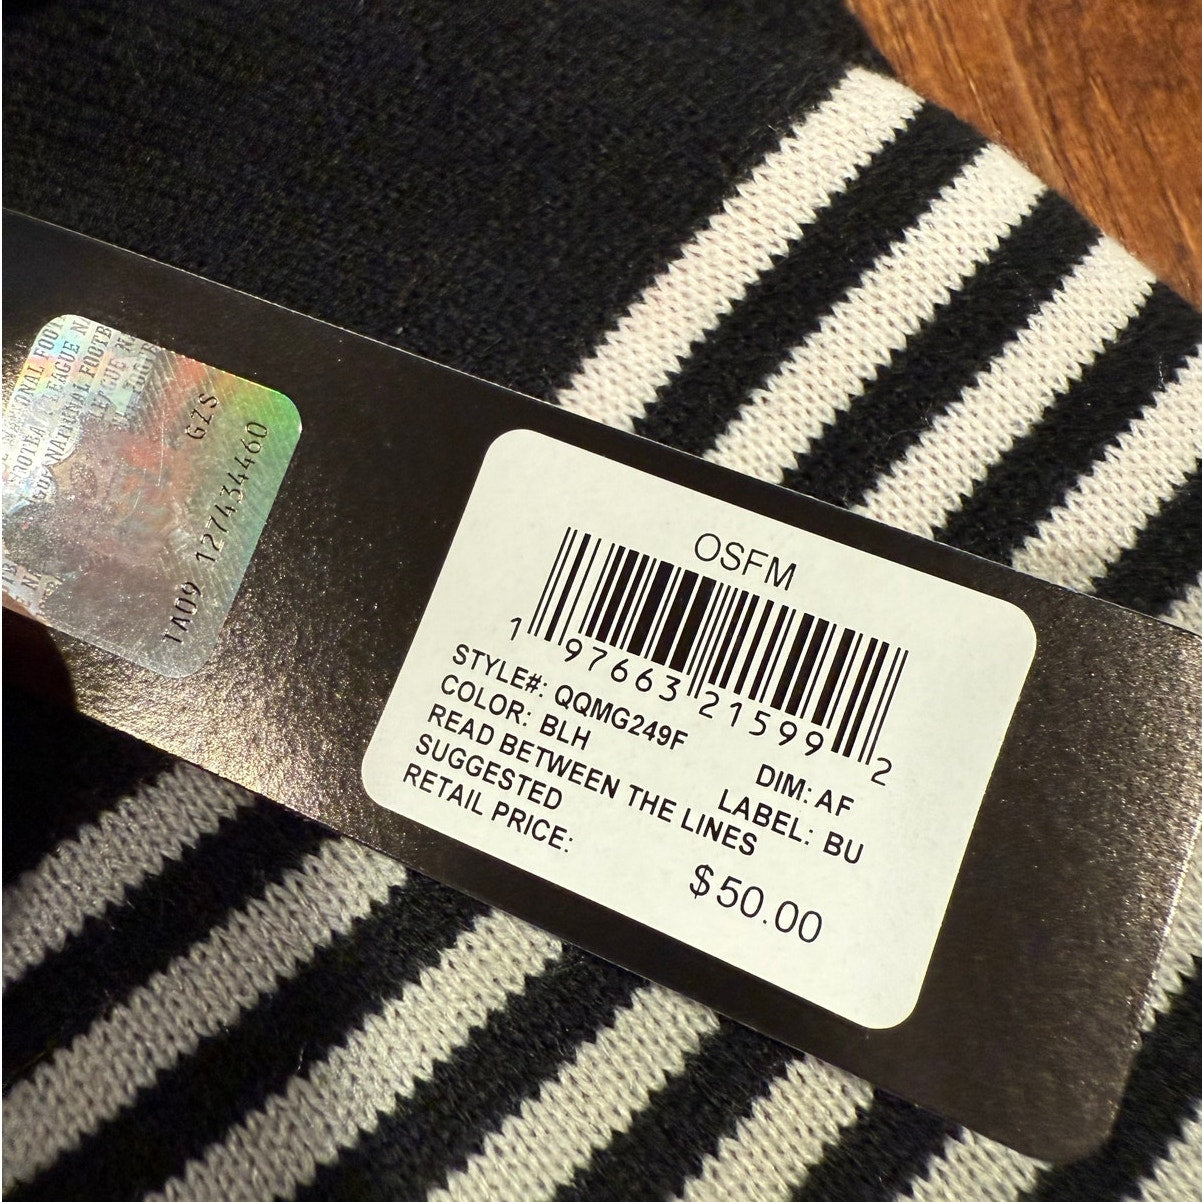 GZS
1A09 127434460
OSFM
1 97663 21599 2
STYLE#: QQMG249F
COLOR: BLH DIM: AF
READ BETWEEN THE LINES LABEL: BU
SUGGESTED
RETAIL PRICE: $50.00